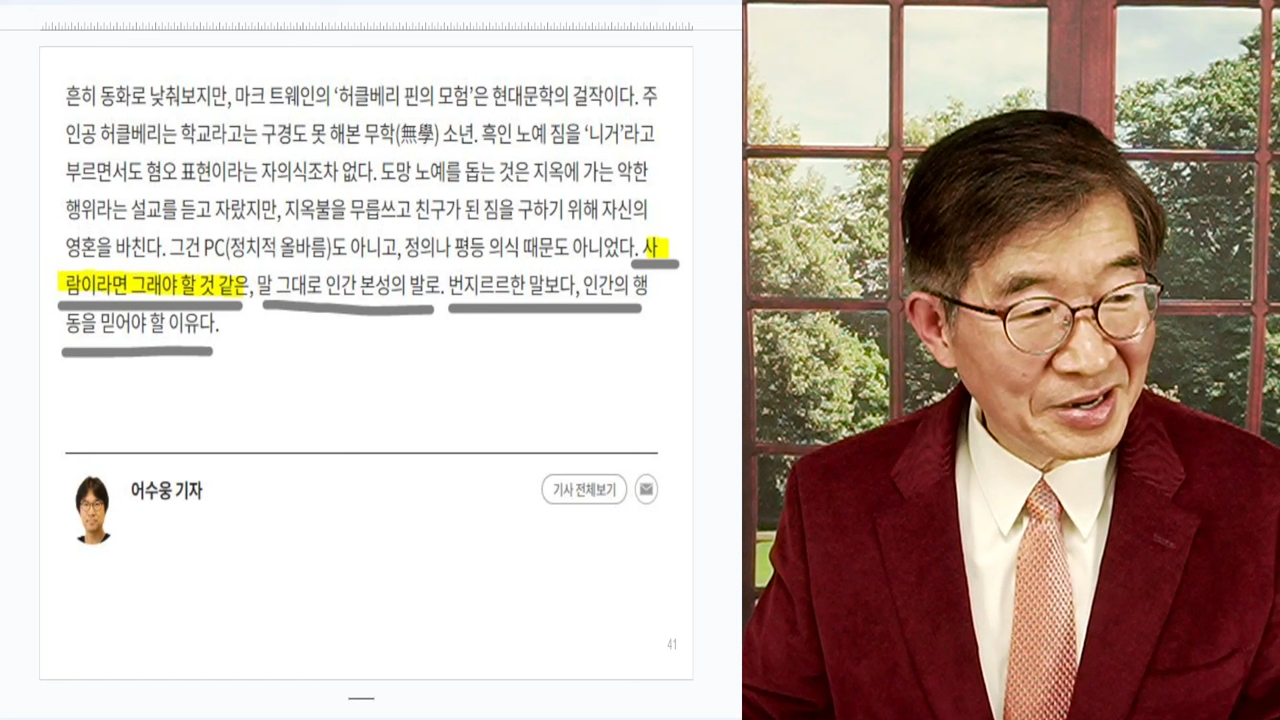 흔히 동화로 낮춰보지만, 마크 트웨인의 ‘허클베리 핀의 모험’은 현대문학의 걸작이다. 주
인공 허클베리는 학교라고는 구경도 못 해본 무학(無學) 소년. 흑인 노예 짐을 ‘니거’라고
부르면서도 혐오 표현이라는 자의식조차 없다. 도망 노예를 돕는 것은 지옥에 가는 악한
행위라는 설교를 듣고 자랐지만, 지옥불을 무릅쓰고 친구가 된 짐을 구하기 위해 자신의
영혼을 바친다. 그건 PC(정치적 올바름)도 아니고, 정의나 평등 의식 때문도 아니었다. 사
람이라면 그래야 할 것 같은, 말 그대로 인간 본성의 발로. 번지르르한 말보다, 인간의 행
동을 믿어야 할 이유다.
어수웅 기자
기사 전체보기
41